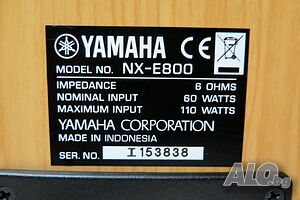 YAMAHA CE
MODEL NO. NX-E800
IMPEDANCE 6 OHMS
NOMINAL INPUT 60 WATTS
MAXIMUM INPUT 110 WATTS
YAMAHA CORPORATION
MADE IN INDONESIA
SER. NO. I153838
ALO.bg